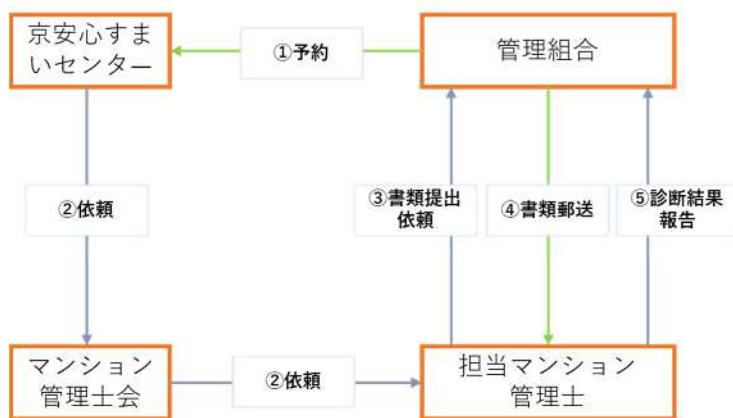 京安心すま
いセンター
①予約
管理組合
②依頼
③書類提出
依頼
④書類郵送
⑤診断結果
報告
マンション
管理士会
②依頼
担当マンション
管理士